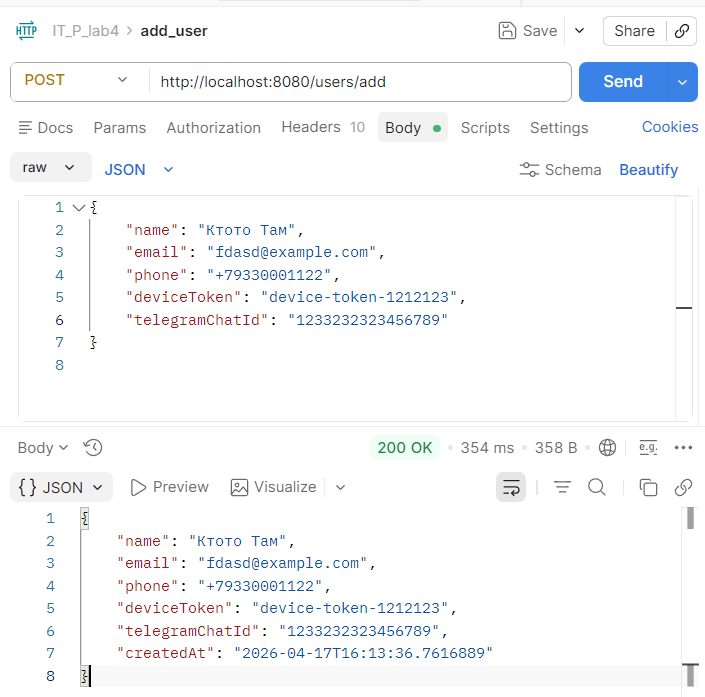 HTTP IT_P_lab4 > add_user Save Share
POST http://localhost:8080/users/add Send
Docs Params Authorization Headers 10 Body Scripts Settings Cookies
raw JSON Schema Beautify
1 {
2 "name": "Ктото Там",
3 "email": "fdasd@example.com",
4 "phone": "+79330001122",
5 "deviceToken": "device-token-1212123",
6 "telegramChatId": "1233232323456789"
7 }
8
Body 200 OK • 354 ms • 358 B • e.g.
{} JSON Preview Visualize
1 {
2 "name": "Ктото Там",
3 "email": "fdasd@example.com",
4 "phone": "+79330001122",
5 "deviceToken": "device-token-1212123",
6 "telegramChatId": "1233232323456789",
7 "createdAt": "2026-04-17T16:13:36.7616889"
8 }